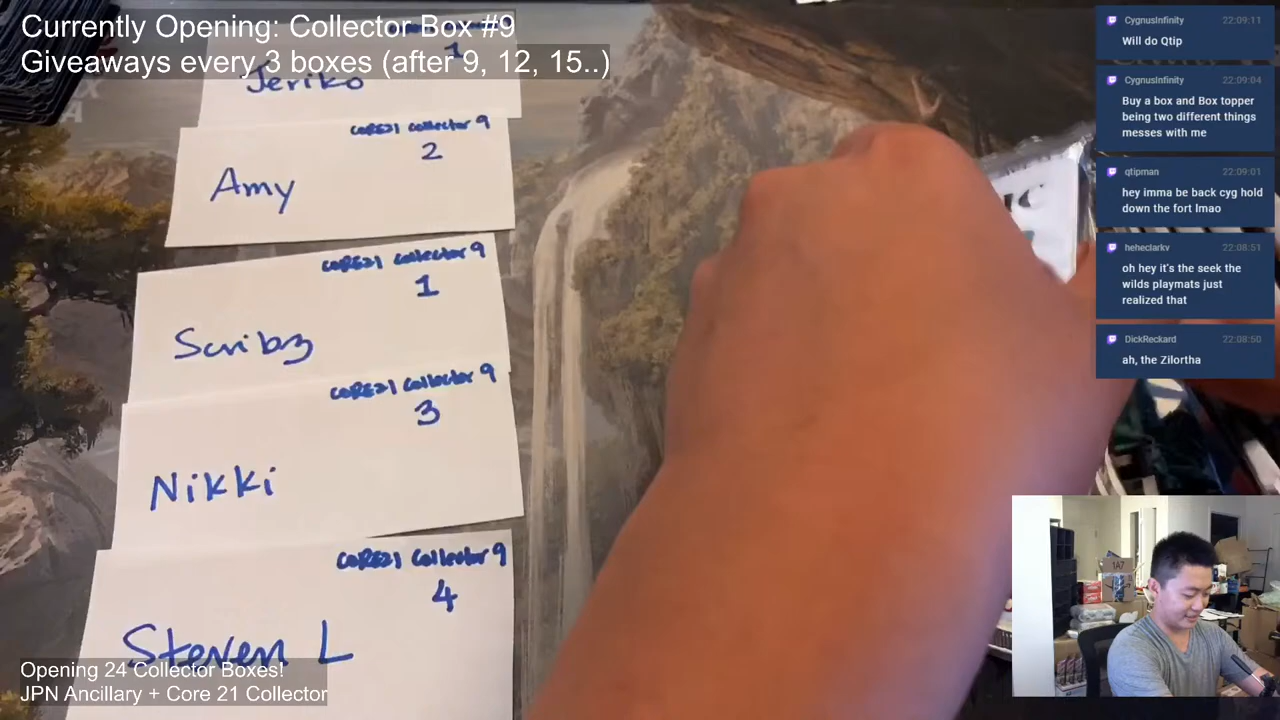 Currently Opening: Collector Box #9
Giveaways every 3 boxes (after 9, 12, 15..)
1
Jeriko
CORE21 Collector 9
2
Amy
CORE21 Collector 9
1
Scribz
CORE21 Collector 9
3
Nikki
CORE21 Collector 9
4
Steven L
Opening 24 Collector Boxes!
JPN Ancillary + Core 21 Collector
CygnusInfinity 22:09:11
Will do Qtip
CygnusInfinity 22:09:04
Buy a box and Box topper
being two different things
messes with me
qtipman 22:09:01
hey imma be back cyg hold
down the fort lmao
heheclarkv 22:08:51
oh hey it's the seek the
wilds playmats just
realized that
DickReckard 22:08:50
ah, the Zilortha
1A7